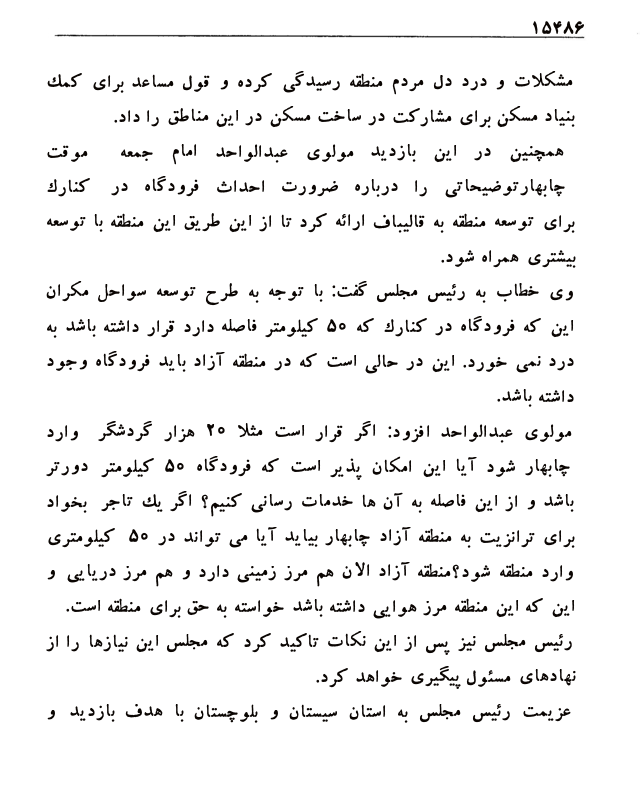 ۱۵۴۸۶
مشکلات و درد دل مردم منطقه رسیدگی کرده و قول مساعد برای کمك
بنیاد مسکن برای مشارکت در ساخت مسکن در این مناطق را داد.
همچنین در این بازدید مولوی عبدالواحد امام جمعه موقت
چابهارتوضیحاتی را درباره ضرورت احداث فرودگاه در کنارك
برای توسعه منطقه به قالیباف ارائه کرد تا از این طریق این منطقه با توسعه
بیشتری همراه شود.
وی خطاب به رئیس مجلس گفت: با توجه به طرح توسعه سواحل مکران
این که فرودگاه در کنارك که ۵۰ کیلومتر فاصله دارد قرار داشته باشد به
درد نمی خورد. این در حالی است که در منطقه آزاد باید فرودگاه وجود
داشته باشد.
مولوی عبدالواحد افزود: اگر قرار است مثلا ۲۰ هزار گردشگر وارد
چابهار شود آیا این امکان پذیر است که فرودگاه ۵۰ کیلومتر دورتر
باشد و از این فاصله به آن ها خدمات رسانی کنیم؟ اگر یك تاجر بخواد
برای ترانزیت به منطقه آزاد چابهار بیاید آیا می تواند در ۵۰ کیلومتری
وارد منطقه شود؟منطقه آزاد الان هم مرز زمینی دارد و هم مرز دریایی و
این که این منطقه مرز هوایی داشته باشد خواسته به حق برای منطقه است.
رئیس مجلس نیز پس از این نکات تاکید کرد که مجلس این نیازها را از
نهادهای مسئول پیگیری خواهد کرد.
عزیمت رئیس مجلس به استان سیستان و بلوچستان با هدف بازدید و